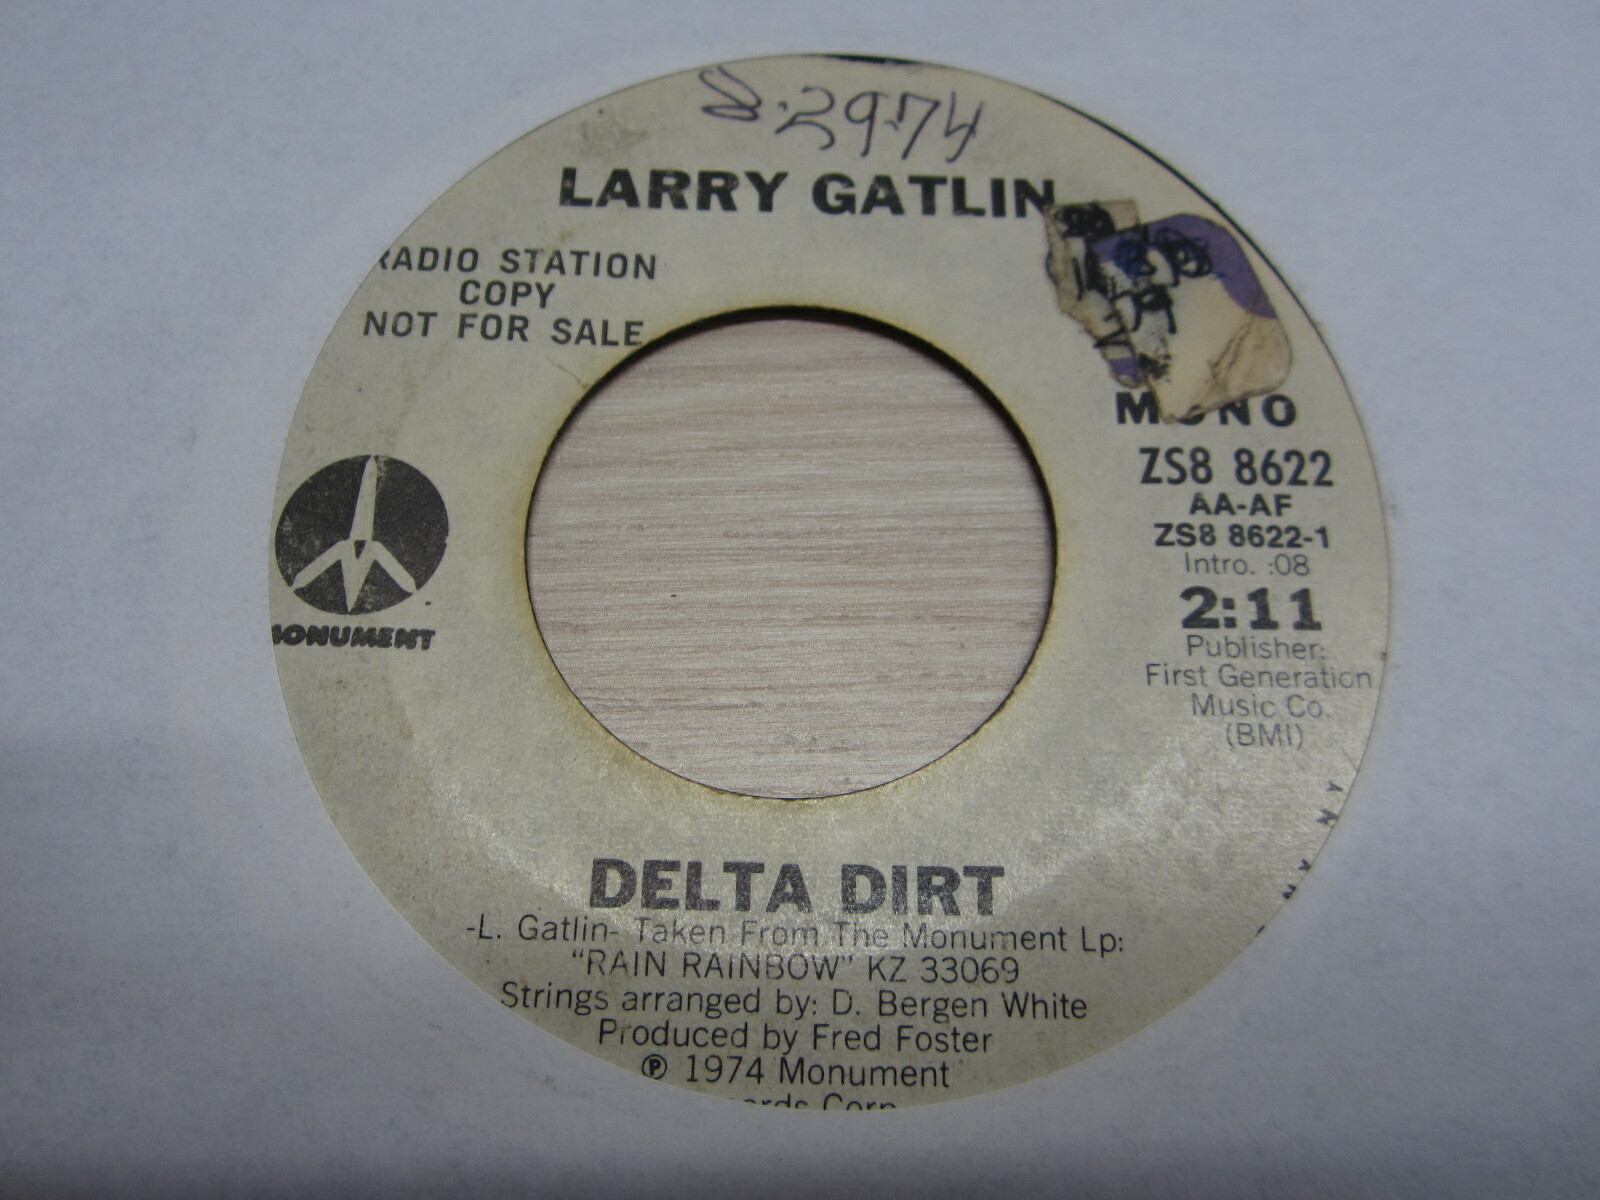 8.29.74
LARRY GATLIN
RADIO STATION
COPY
NOT FOR SALE
MONO
ZS8 8622
AA-AF
ZS8 8622-1
Intro. :08
2:11
Publisher:
First Generation
Music Co.
(BMI)
MONUMENT
DELTA DIRT
-L. Gatlin- Taken From The Monument Lp:
"RAIN RAINBOW" KZ 33069
Strings arranged by: D. Bergen White
Produced by Fred Foster
℗ 1974 Monument
ords Corp